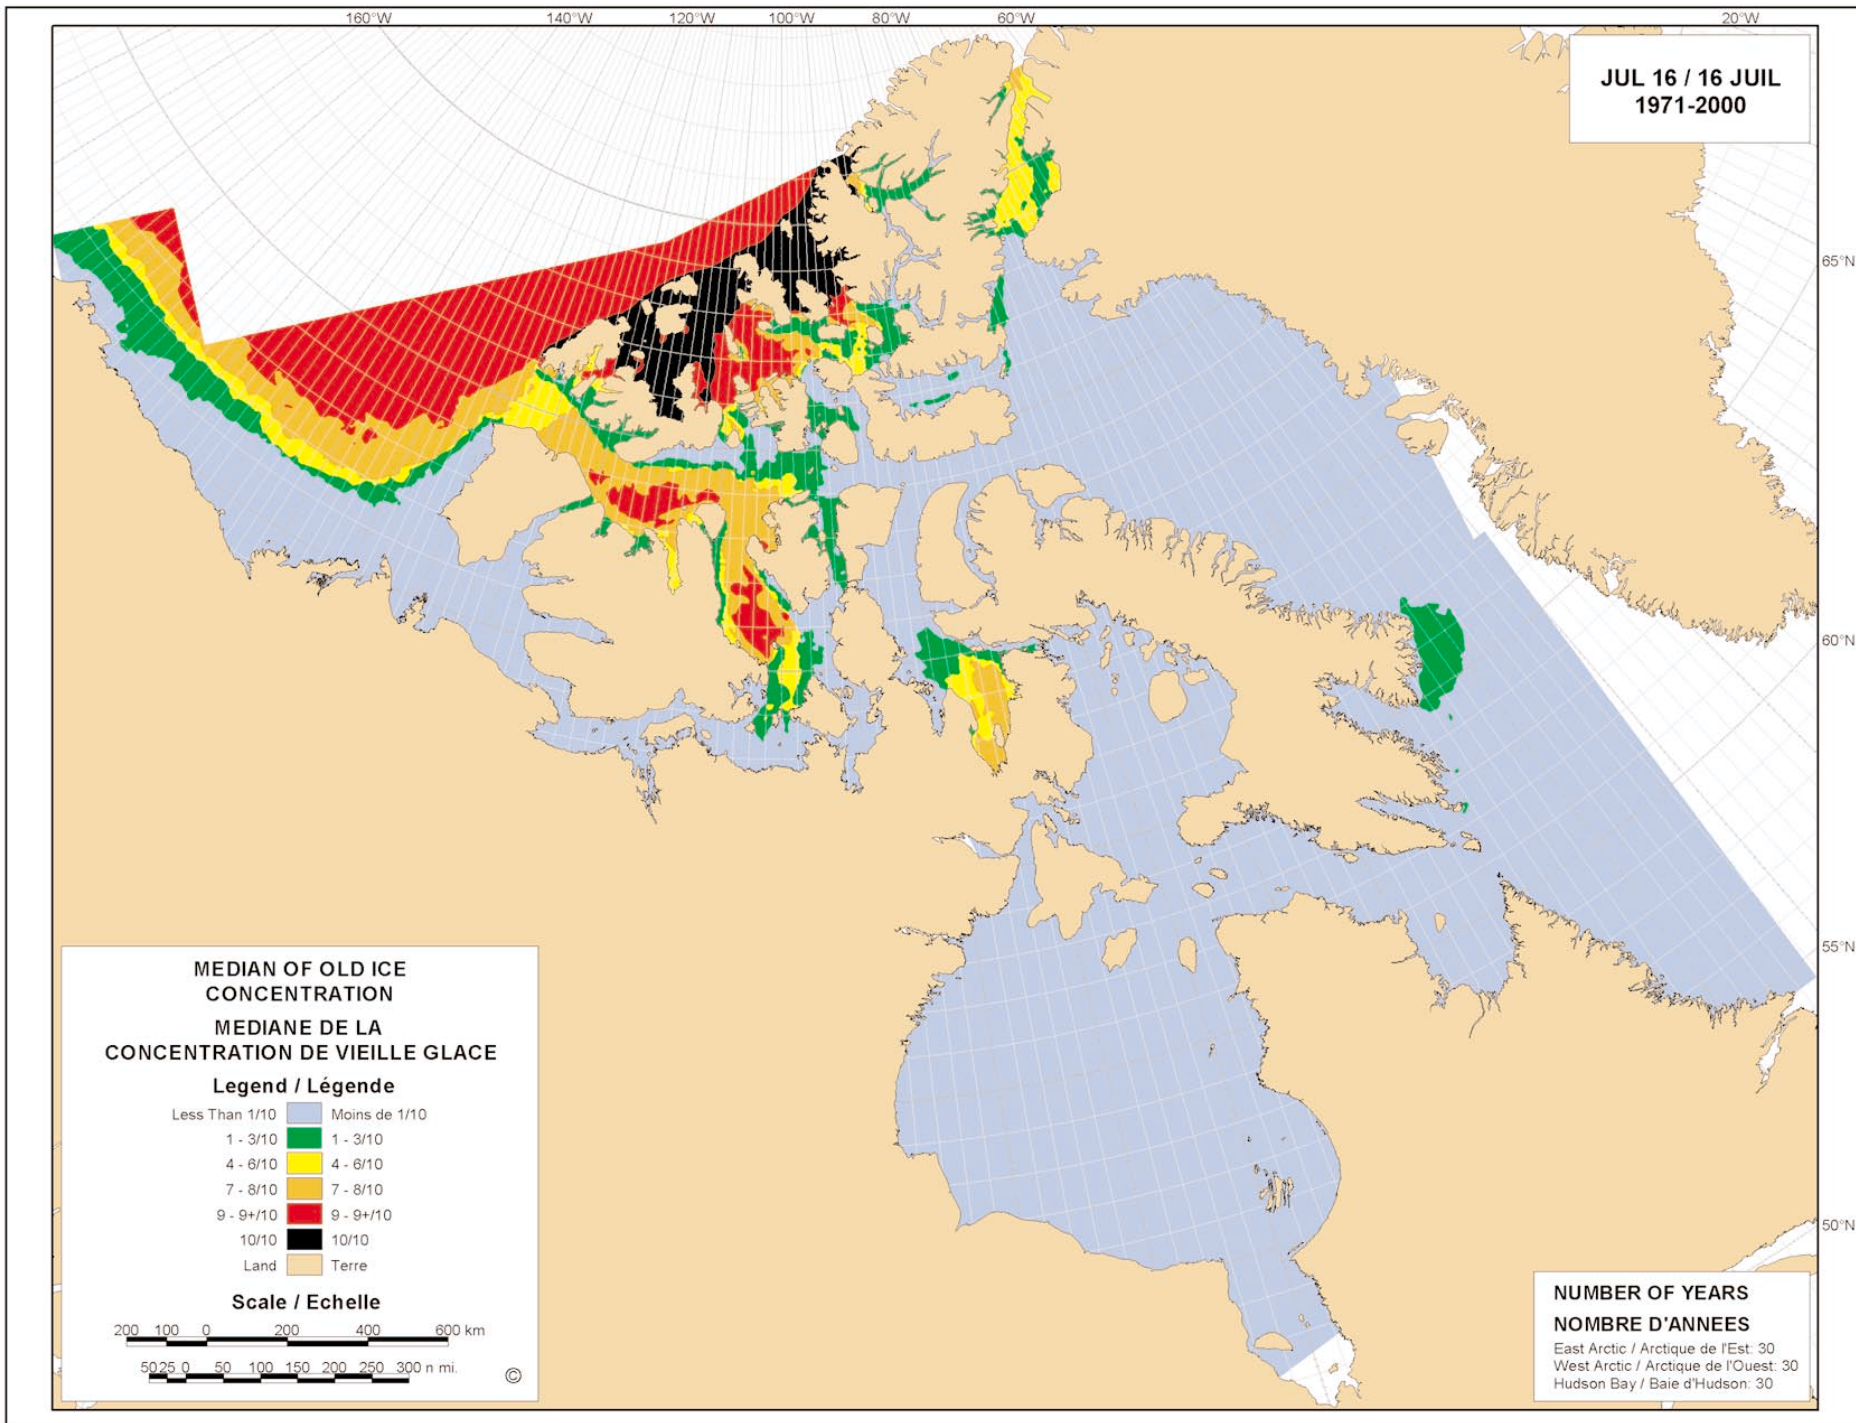 160°W 140°W 120°W 100°W 80°W 60°W 20°W
JUL 16 / 16 JUIL
1971-2000
65°N
60°N
55°N
50°N
MEDIAN OF OLD ICE
CONCENTRATION
MEDIANE DE LA
CONCENTRATION DE VIEILLE GLACE
Legend / Légende
Less Than 1/10 Moins de 1/10
1 - 3/10 1 - 3/10
4 - 6/10 4 - 6/10
7 - 8/10 7 - 8/10
9 - 9+/10 9 - 9+/10
10/10 10/10
Land Terre
Scale / Echelle
200 100 0 200 400 600 km
50 25 0 50 100 150 200 250 300 n mi.
©
NUMBER OF YEARS
NOMBRE D'ANNEES
East Arctic / Arctique de l'Est: 30
West Arctic / Arctique de l'Ouest: 30
Hudson Bay / Baie d'Hudson: 30